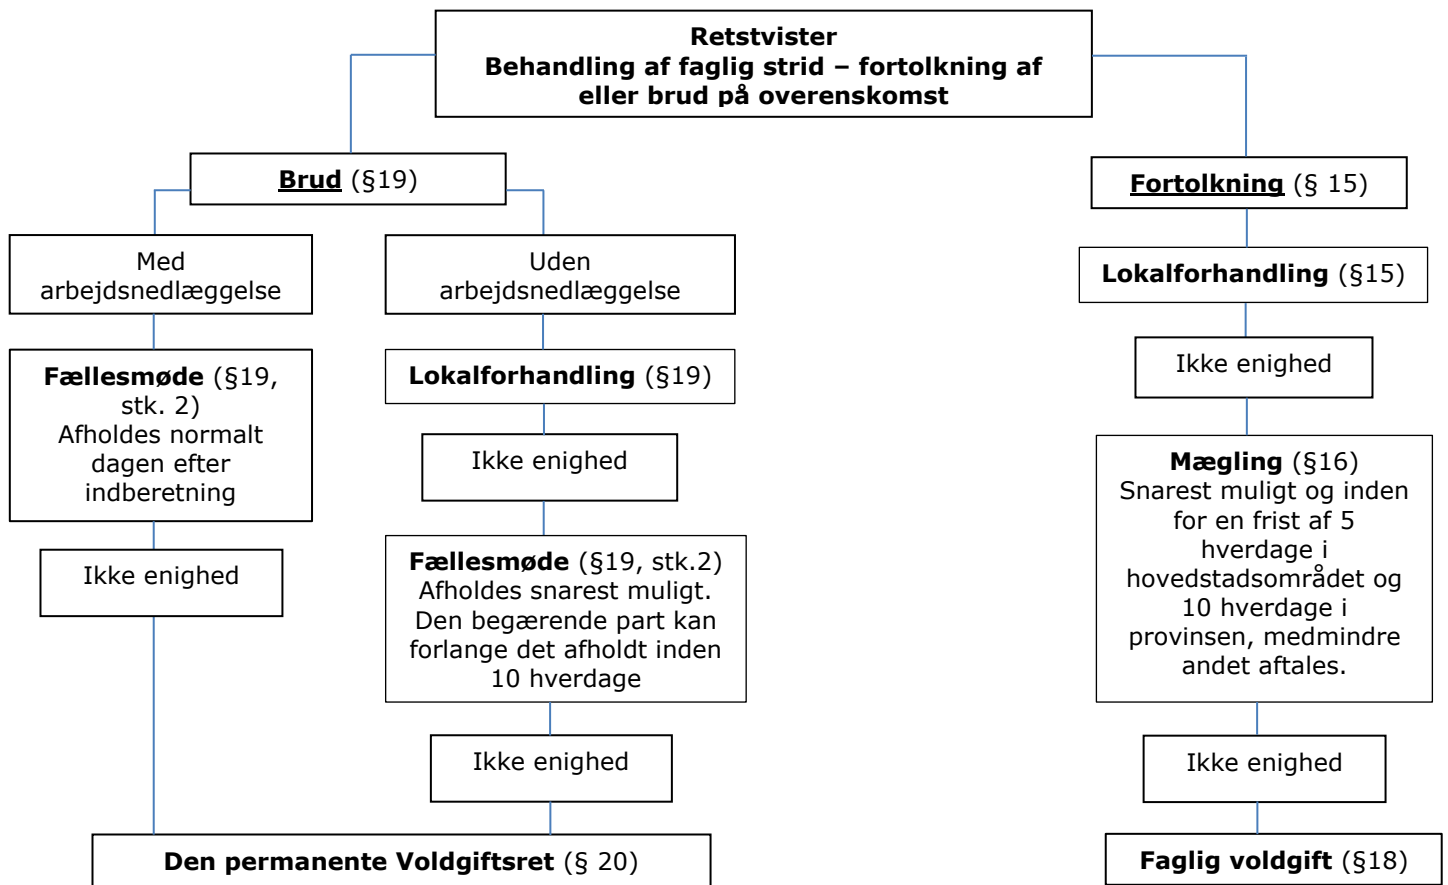 Retstvister
Behandling af faglig strid – fortolkning af
eller brud på overenskomst
Brud (§19)
Med
arbejdsnedlæggelse
Fællesmøde (§19,
stk. 2)
Afholdes normalt
dagen efter
indberetning
Ikke enighed
Uden
arbejdsnedlæggelse
Lokalforhandling (§19)
Ikke enighed
Fællesmøde (§19, stk.2)
Afholdes snarest muligt.
Den begærende part kan
forlange det afholdt inden
10 hverdage
Ikke enighed
Den permanente Voldgiftsret (§ 20)
Fortolkning (§ 15)
Lokalforhandling (§15)
Ikke enighed
Mægling (§16)
Snarest muligt og inden
for en frist af 5
hverdage i
hovedstadsområdet og
10 hverdage i
provinsen, medmindre
andet aftales.
Ikke enighed
Faglig voldgift (§18)